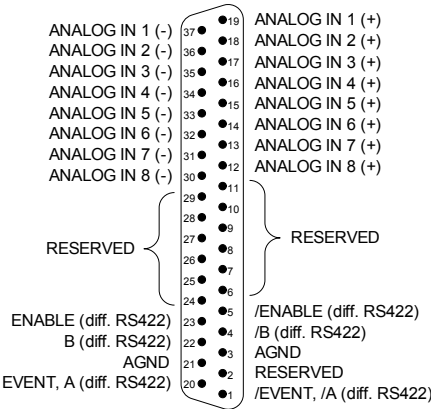 ANALOG IN 1 (-) 37 19 ANALOG IN 1 (+)
ANALOG IN 2 (-) 36 18 ANALOG IN 2 (+)
ANALOG IN 3 (-) 35 17 ANALOG IN 3 (+)
ANALOG IN 4 (-) 34 16 ANALOG IN 4 (+)
ANALOG IN 5 (-) 33 15 ANALOG IN 5 (+)
ANALOG IN 6 (-) 32 14 ANALOG IN 6 (+)
ANALOG IN 7 (-) 31 13 ANALOG IN 7 (+)
ANALOG IN 8 (-) 30 12 ANALOG IN 8 (+)
29 11
28 10
27 9
RESERVED 26 8 RESERVED
25 7
24 6
ENABLE (diff. RS422) 23 5 /ENABLE (diff. RS422)
B (diff. RS422) 22 4 /B (diff. RS422)
AGND 21 3 AGND
EVENT, A (diff. RS422) 20 2 RESERVED
1 /EVENT, /A (diff. RS422)